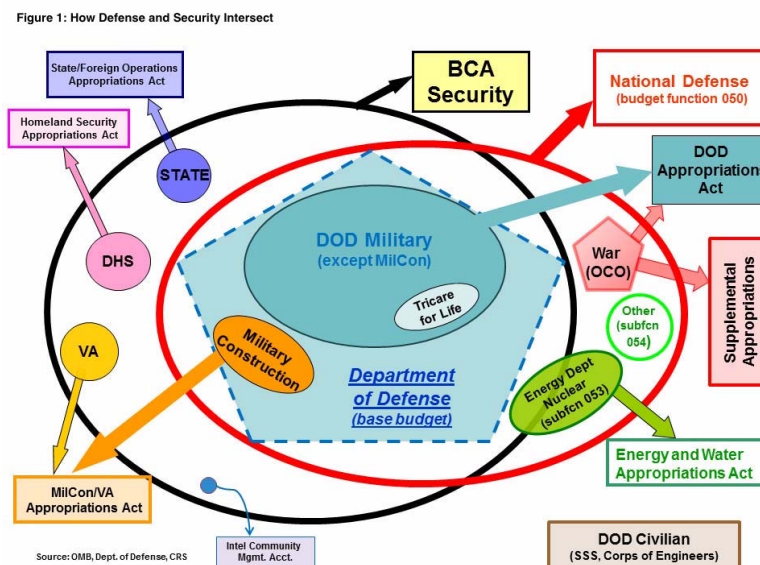 Figure 1: How Defense and Security Intersect
State/Foreign Operations
Appropriations Act
BCA
Security
National Defense
(budget function 050)
Homeland Security
Appropriations Act
STATE
DOD
Appropriations
Act
DHS
DOD Military
(except MilCon)
War
(OCO)
Tricare
for Life
Supplemental
Appropriations
Other
(subfcn
054)
VA
Military
Construction
Department
of Defense
(base budget)
Energy Dept
Nuclear
(subfcn 053)
Energy and Water
Appropriations Act
MilCon/VA
Appropriations Act
Intel Community
Mgmt. Acct.
DOD Civilian
(SSS, Corps of Engineers)
Source: OMB, Dept. of Defense, CRS